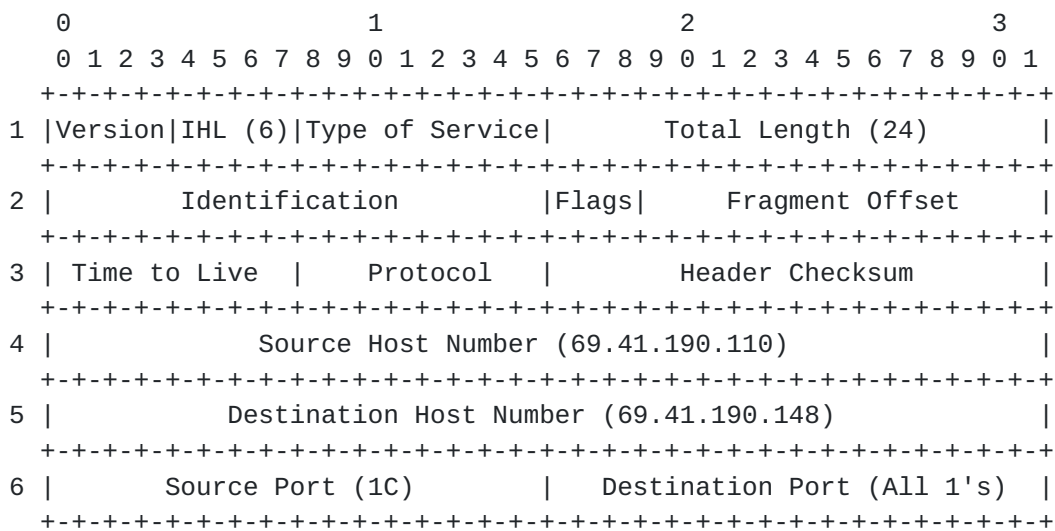 0                   1                   2                   3
 0 1 2 3 4 5 6 7 8 9 0 1 2 3 4 5 6 7 8 9 0 1 2 3 4 5 6 7 8 9 0 1
+-+-+-+-+-+-+-+-+-+-+-+-+-+-+-+-+-+-+-+-+-+-+-+-+-+-+-+-+-+-+-+-+
1 |Version|IHL (6)|Type of Service|       Total Length (24)       |
+-+-+-+-+-+-+-+-+-+-+-+-+-+-+-+-+-+-+-+-+-+-+-+-+-+-+-+-+-+-+-+-+
2 |        Identification         |Flags|     Fragment Offset     |
+-+-+-+-+-+-+-+-+-+-+-+-+-+-+-+-+-+-+-+-+-+-+-+-+-+-+-+-+-+-+-+-+
3 | Time to Live  |    Protocol   |        Header Checksum        |
+-+-+-+-+-+-+-+-+-+-+-+-+-+-+-+-+-+-+-+-+-+-+-+-+-+-+-+-+-+-+-+-+
4 |             Source Host Number (69.41.190.110)                |
+-+-+-+-+-+-+-+-+-+-+-+-+-+-+-+-+-+-+-+-+-+-+-+-+-+-+-+-+-+-+-+-+
5 |           Destination Host Number (69.41.190.148)             |
+-+-+-+-+-+-+-+-+-+-+-+-+-+-+-+-+-+-+-+-+-+-+-+-+-+-+-+-+-+-+-+-+
6 |       Source Port (1C)        |   Destination Port (All 1's)  |
+-+-+-+-+-+-+-+-+-+-+-+-+-+-+-+-+-+-+-+-+-+-+-+-+-+-+-+-+-+-+-+-+